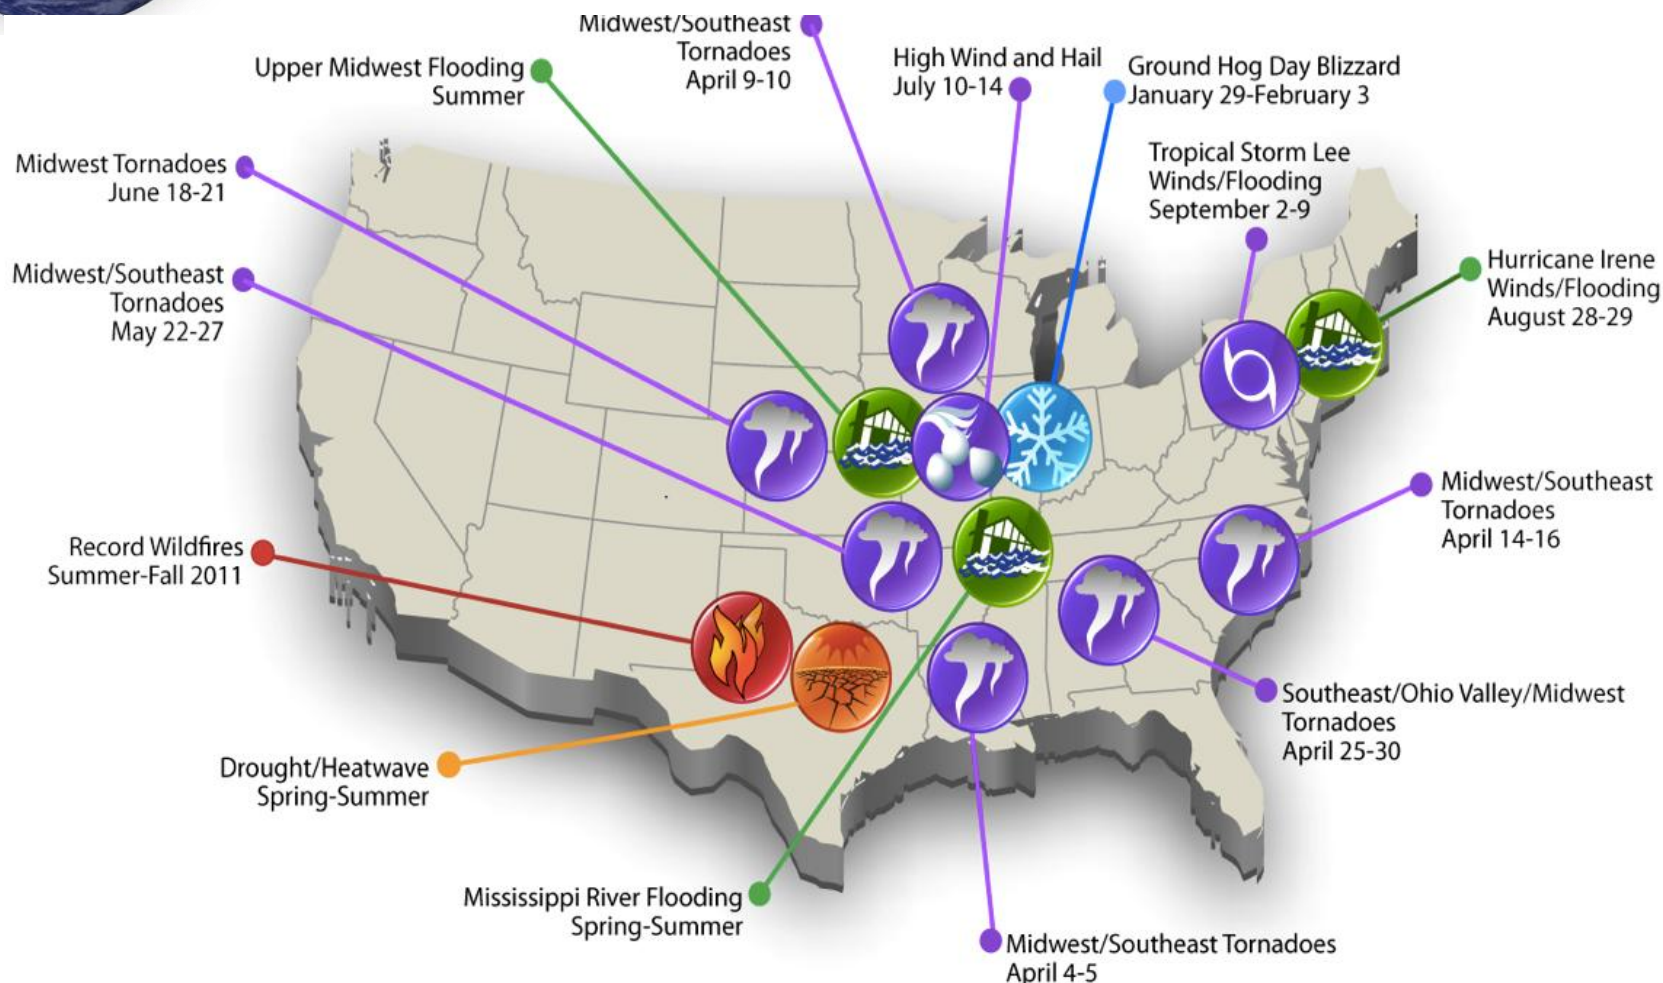 Midwest/Southeast
Tornadoes
April 9-10
High Wind and Hail
July 10-14
Ground Hog Day Blizzard
January 29-February 3
Upper Midwest Flooding
Summer
Tropical Storm Lee
Winds/Flooding
September 2-9
Midwest Tornadoes
June 18-21
Hurricane Irene
Winds/Flooding
August 28-29
Midwest/Southeast
Tornadoes
May 22-27
Midwest/Southeast
Tornadoes
April 14-16
Record Wildfires
Summer-Fall 2011
Southeast/Ohio Valley/Midwest
Tornadoes
April 25-30
Drought/Heatwave
Spring-Summer
Mississippi River Flooding
Spring-Summer
Midwest/Southeast Tornadoes
April 4-5